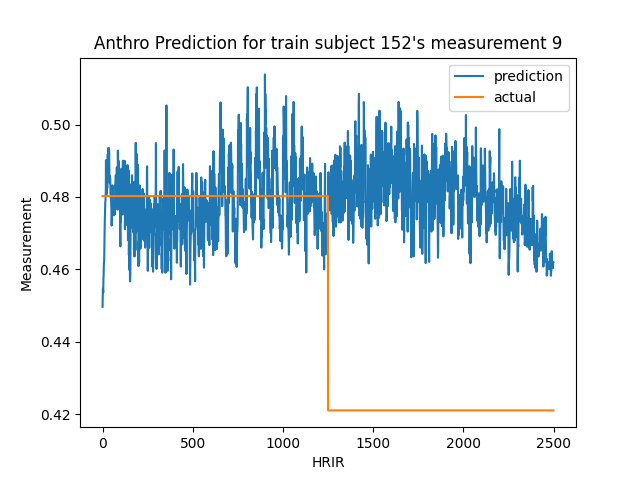 Anthro Prediction for train subject 152's measurement 9
prediction
actual
0.50
0.48
0.46
0.44
0.42
Measurement
0 500 1000 1500 2000 2500
HRIR